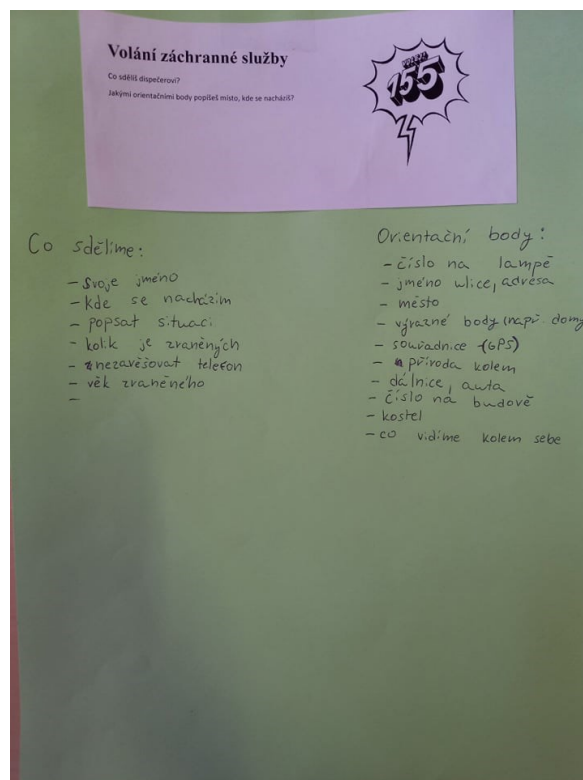 Volání záchranné služby
Co sdělíš dispečerovi?
Jakými orientačními body popíšeš místo, kde se nacházíš?
155
Co sdělíme:
- svoje jméno
- kde se nacházím
- popsat situaci
- kolik je zraněných
- nezavěšovat telefon
- věk zraněného
-
Orientační body:
- číslo na lampě
- jméno ulice, adresa
- město
- výrazné body (např. domy
- souřadnice (GPS)
- příroda kolem
- dálnice, auta
- číslo na budově
- kostel
- co vidíme kolem sebe